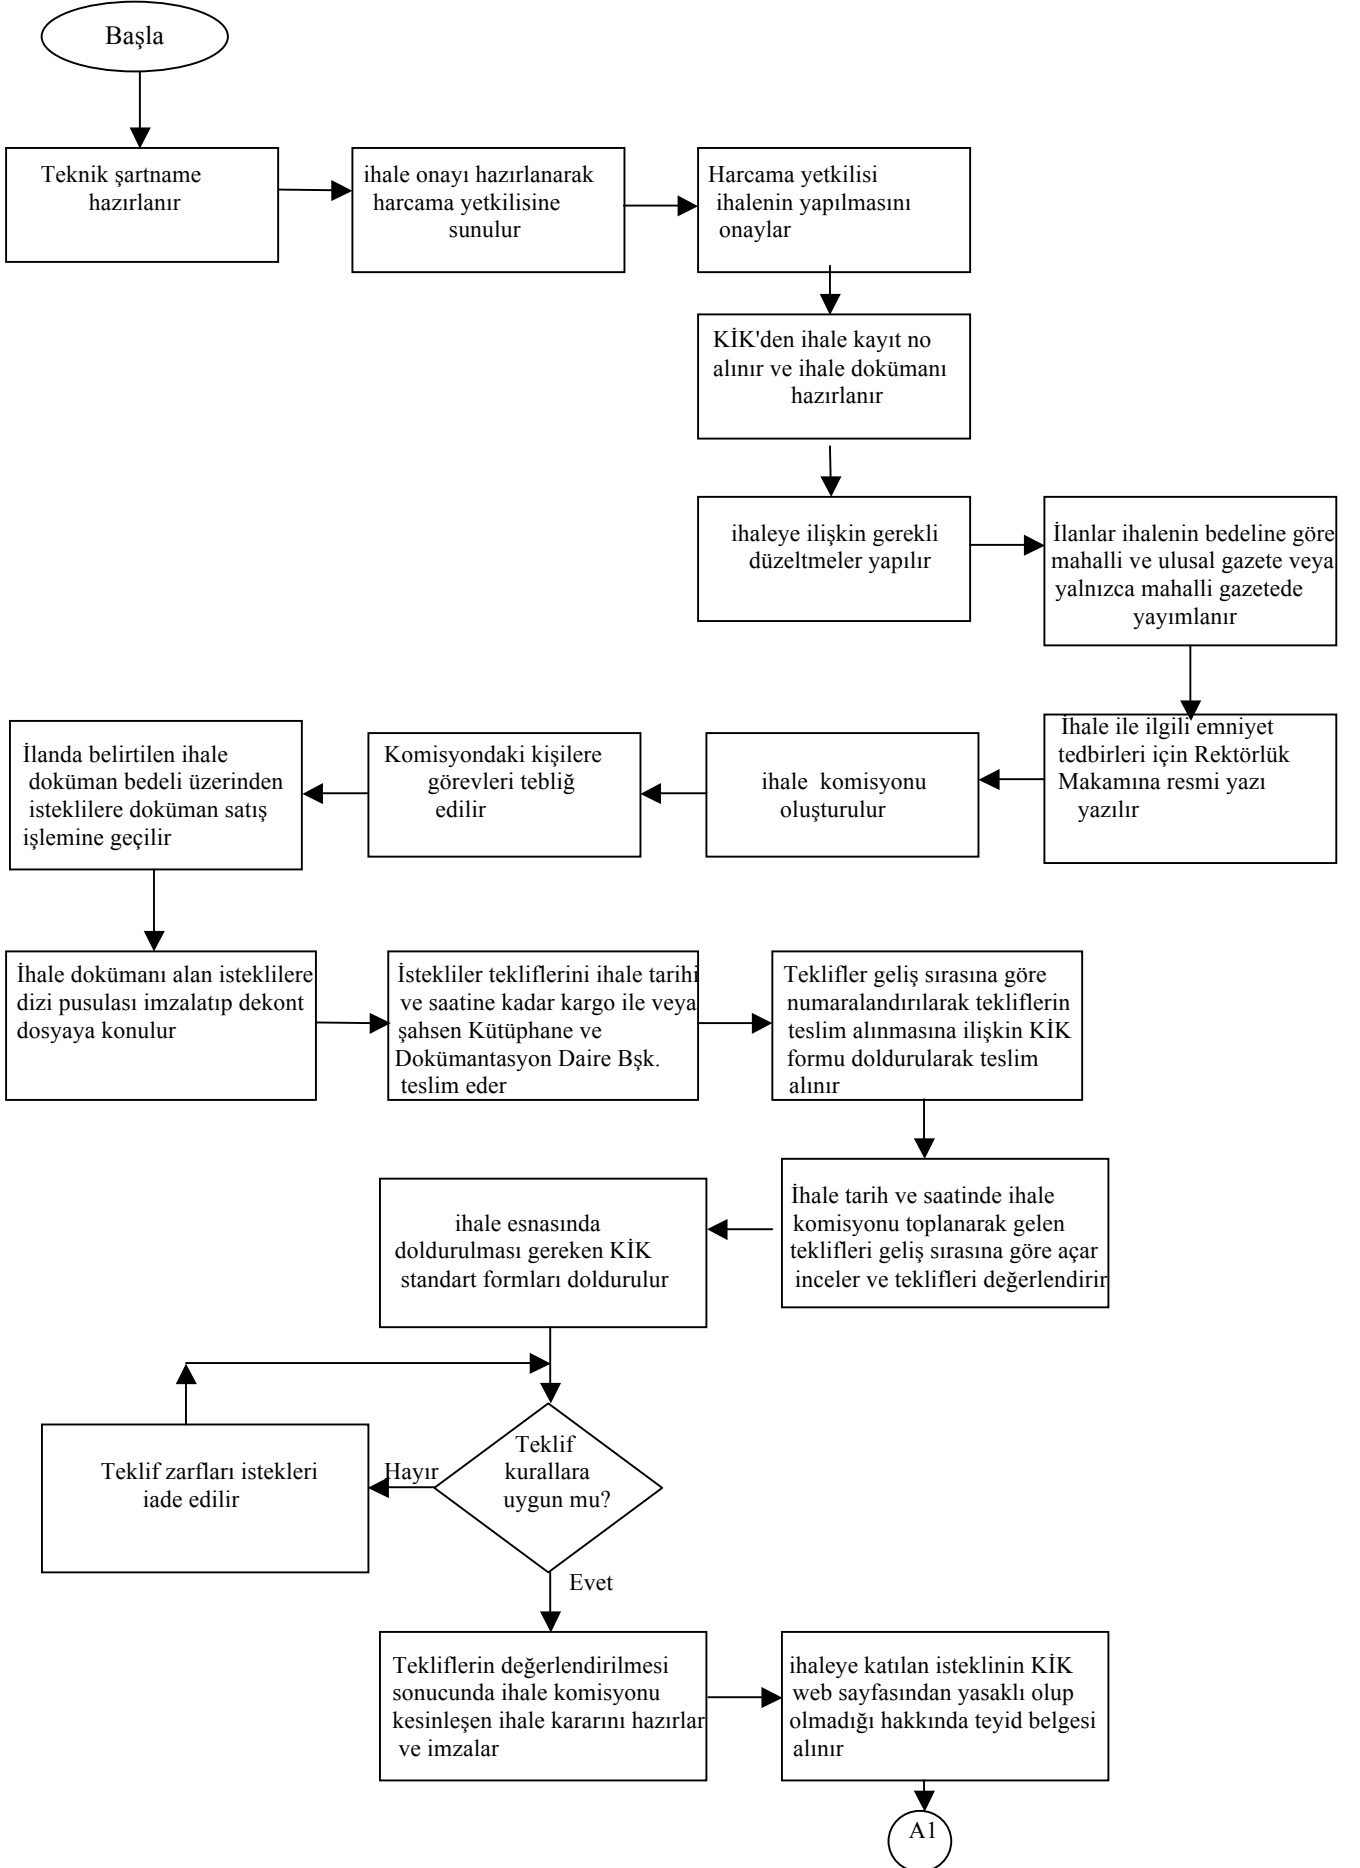 Başla
Teknik şartname
hazırlanır
ihale onayı hazırlanarak
harcama yetkilisine
sunulur
Harcama yetkilisi
ihalenin yapılmasını
onaylar
KİK'den ihale kayıt no
alınır ve ihale dokümanı
hazırlanır
ihaleye ilişkin gerekli
düzeltmeler yapılır
İlanlar ihalenin bedeline göre
mahalli ve ulusal gazete veya
yalnızca mahalli gazetede
yayımlanır
İhale ile ilgili emniyet
tedbirleri için Rektörlük
Makamına resmi yazı
yazılır
ihale komisyonu
oluşturulur
Komisyondaki kişilere
görevleri tebliğ
edilir
İlanda belirtilen ihale
doküman bedeli üzerinden
isteklilere doküman satış
işlemine geçilir
İhale dokümanı alan isteklilere
dizi pusulası imzalatıp dekont
dosyaya konulur
İstekliler tekliflerini ihale tarihi
ve saatine kadar kargo ile veya
şahsen Kütüphane ve
Dokümantasyon Daire Bşk.
teslim eder
Teklifler geliş sırasına göre
numaralandırılarak tekliflerin
teslim alınmasına ilişkin KİK
formu doldurularak teslim
alınır
İhale tarih ve saatinde ihale
komisyonu toplanarak gelen
teklifleri geliş sırasına göre açar
inceler ve teklifleri değerlendirir
ihale esnasında
doldurulması gereken KİK
standart formları doldurulur
Teklif
kurallara
uygun mu?
Hayır
Teklif zarfları istekleri
iade edilir
Evet
Tekliflerin değerlendirilmesi
sonucunda ihale komisyonu
kesinleşen ihale kararını hazırlar
ve imzalar
ihaleye katılan isteklinin KİK
web sayfasından yasaklı olup
olmadığı hakkında teyid belgesi
alınır
A1